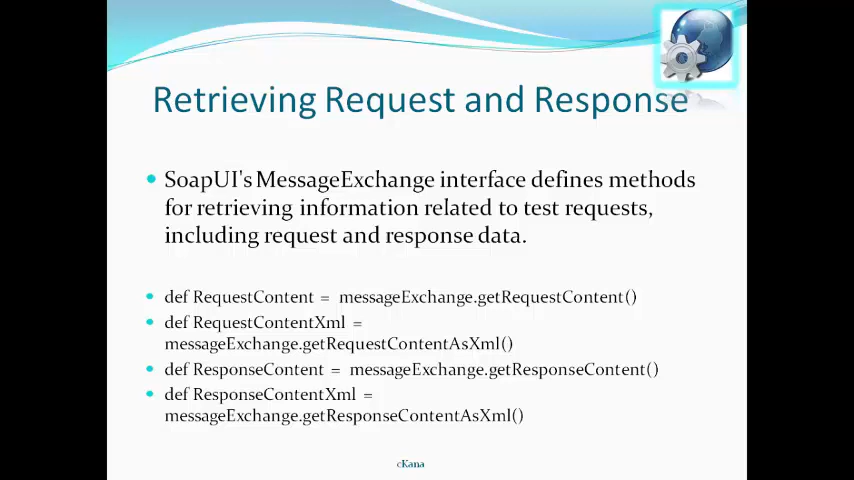 Retrieving Request and Response
• SoapUI's MessageExchange interface defines methods
for retrieving information related to test requests,
including request and response data.
• def RequestContent = messageExchange.getRequestContent()
• def RequestContentXml =
messageExchange.getRequestContentAsXml()
• def ResponseContent = messageExchange.getResponseContent()
• def ResponseContentXml =
messageExchange.getResponseContentAsXml()
cKana